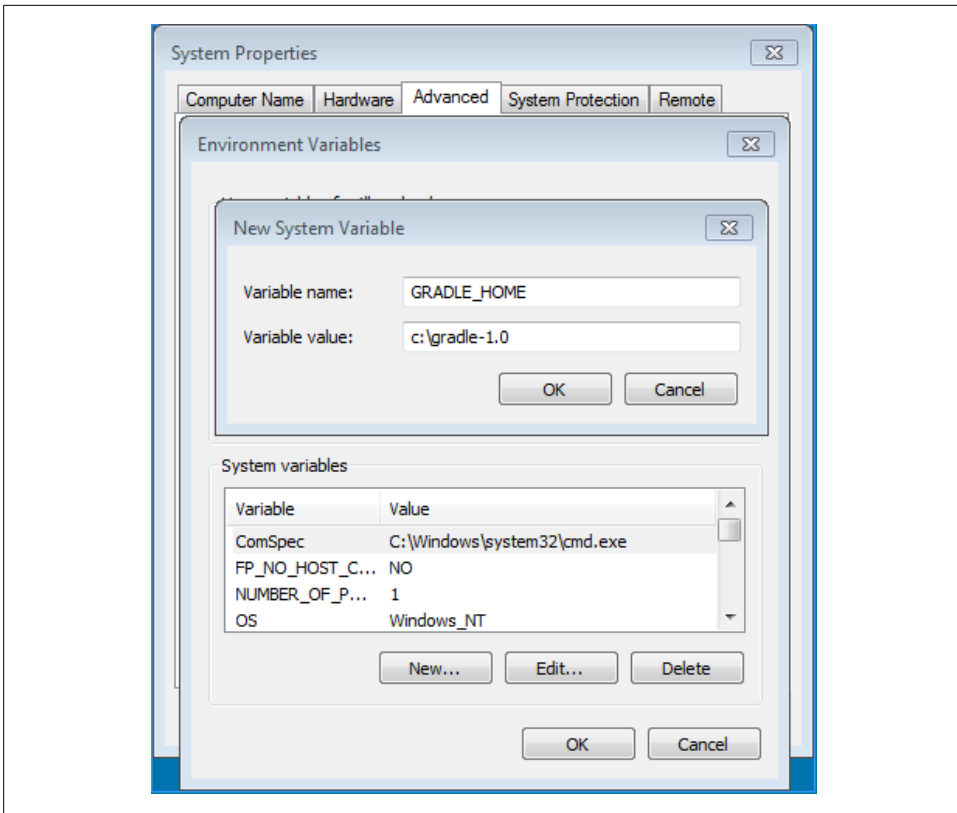 System Properties
Computer Name Hardware Advanced System Protection Remote
Environment Variables
New System Variable
Variable name: GRADLE_HOME
Variable value: c:\gradle-1.0
OK Cancel
System variables
Variable Value
ComSpec C:\Windows\system32\cmd.exe
FP_NO_HOST_C... NO
NUMBER_OF_P... 1
OS Windows_NT
New... Edit... Delete
OK Cancel